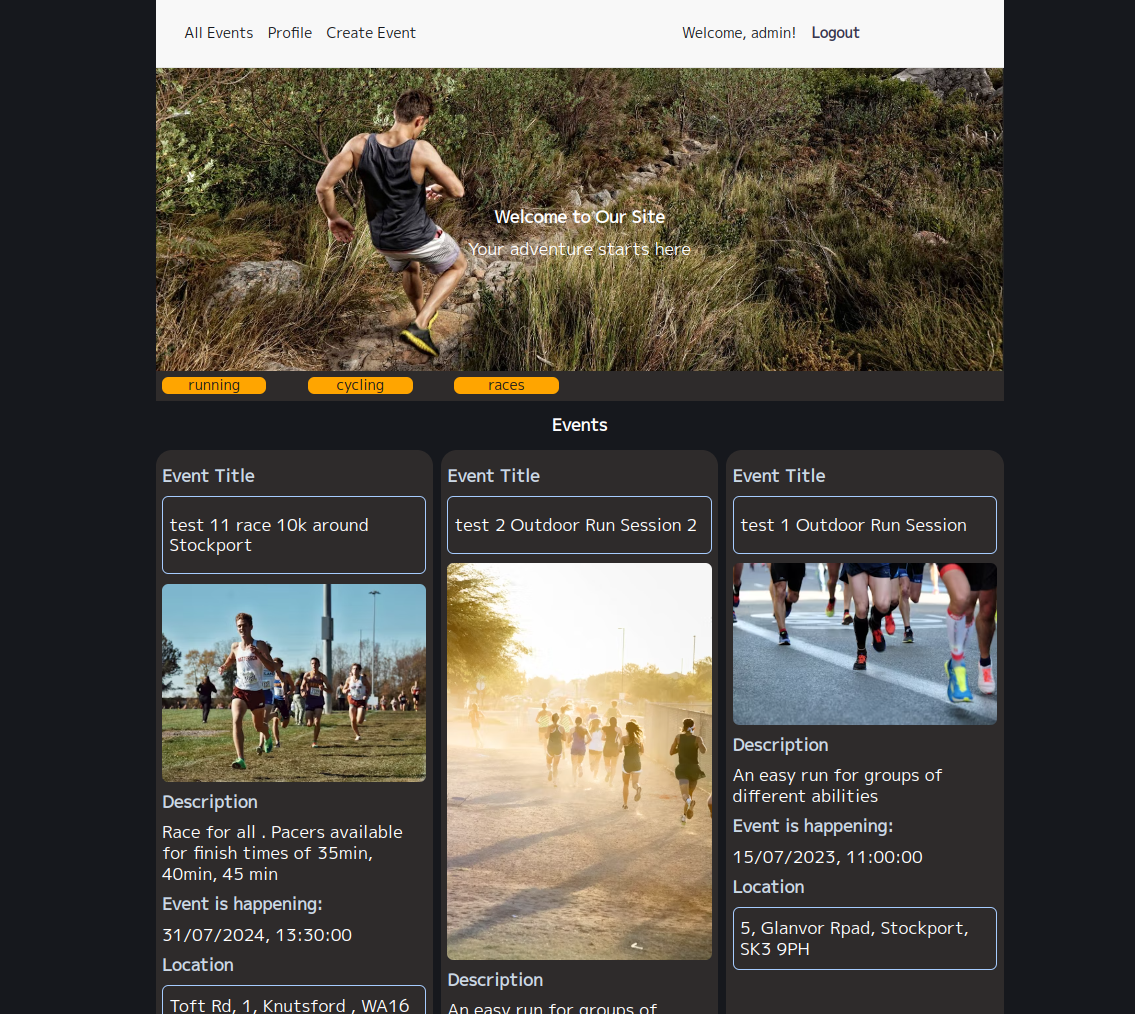 All Events Profile Create Event Welcome, admin! Logout
Welcome to Our Site
Your adventure starts here
running cycling races
Events
Event Title
test 11 race 10k around
Stockport
Description
Race for all . Pacers available
for finish times of 35min,
40min, 45 min
Event is happening:
31/07/2024, 13:30:00
Location
Toft Rd, 1, Knutsford , WA16
Event Title
test 2 Outdoor Run Session 2
Description
An easy run for groups of
Event Title
test 1 Outdoor Run Session
Description
An easy run for groups of
different abilities
Event is happening:
15/07/2023, 11:00:00
Location
5, Glanvor Rpad, Stockport,
SK3 9PH